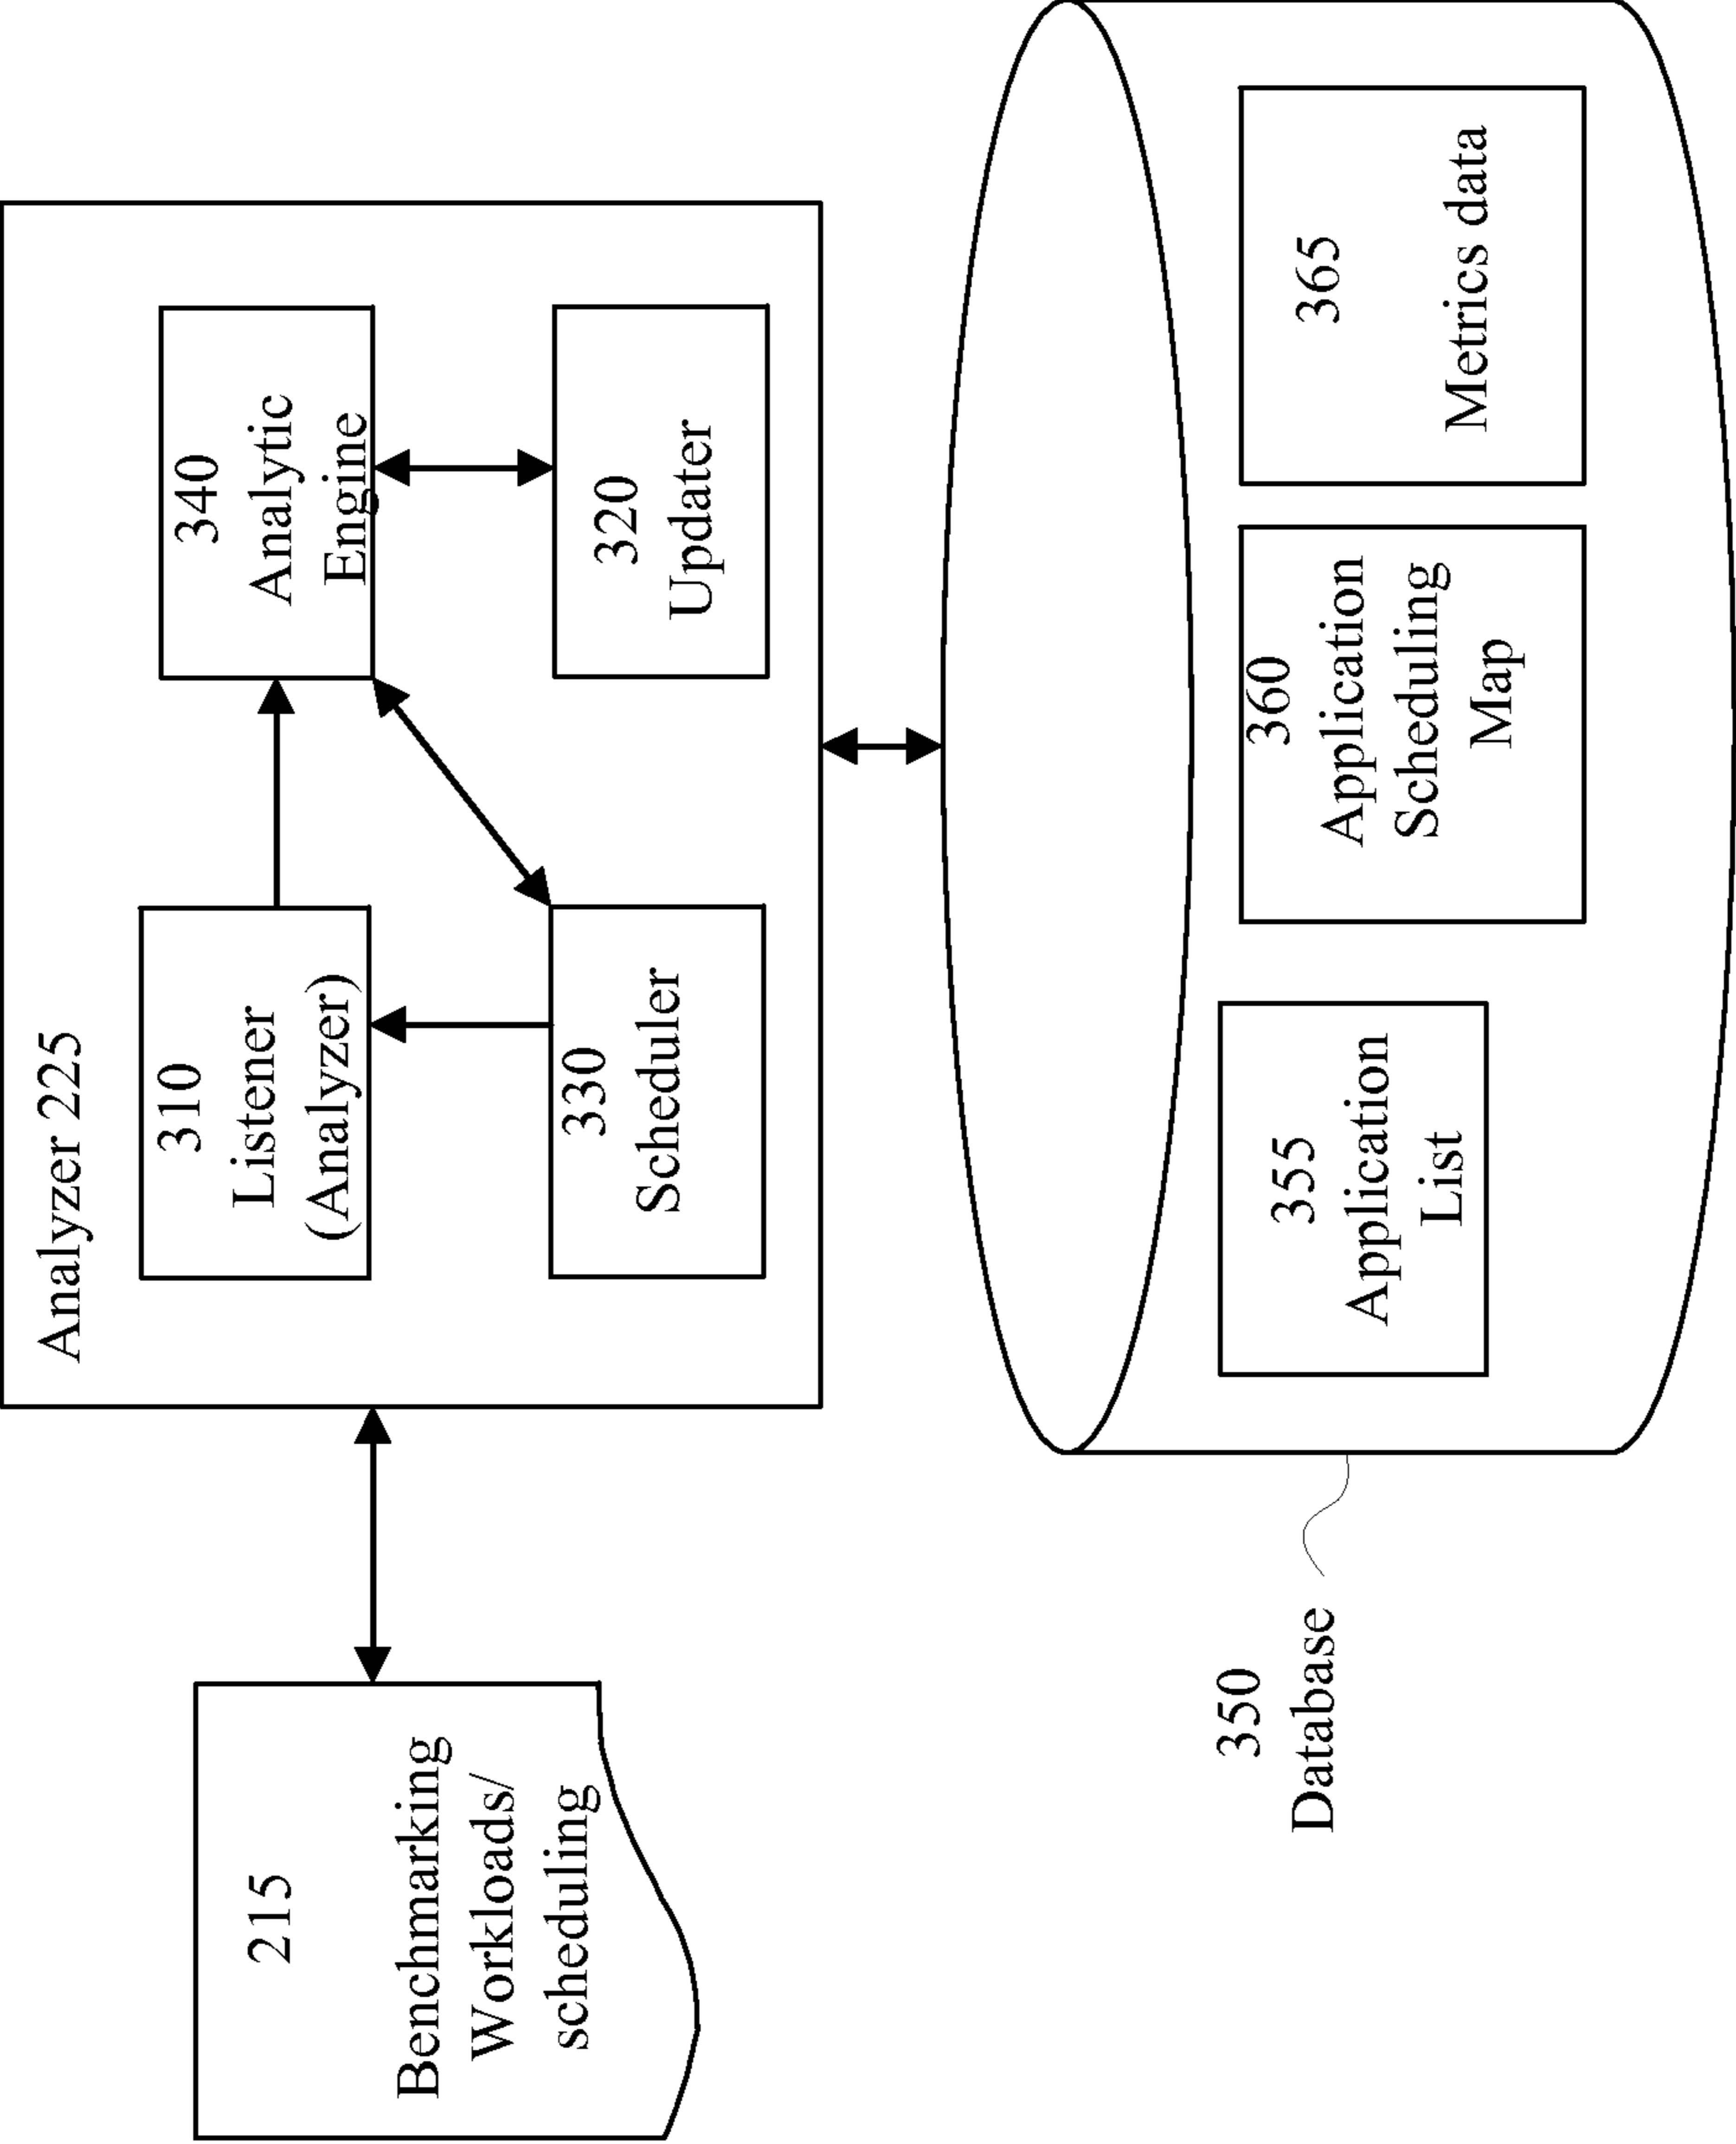 Analyzer 225
310
Listener
(Analyzer)
340
Analytic
Engine
330
Scheduler
320
Updater
215
Benchmarking
Workloads/
scheduling
350
Database
355
Application
List
360
Application
Scheduling
Map
365
Metrics data